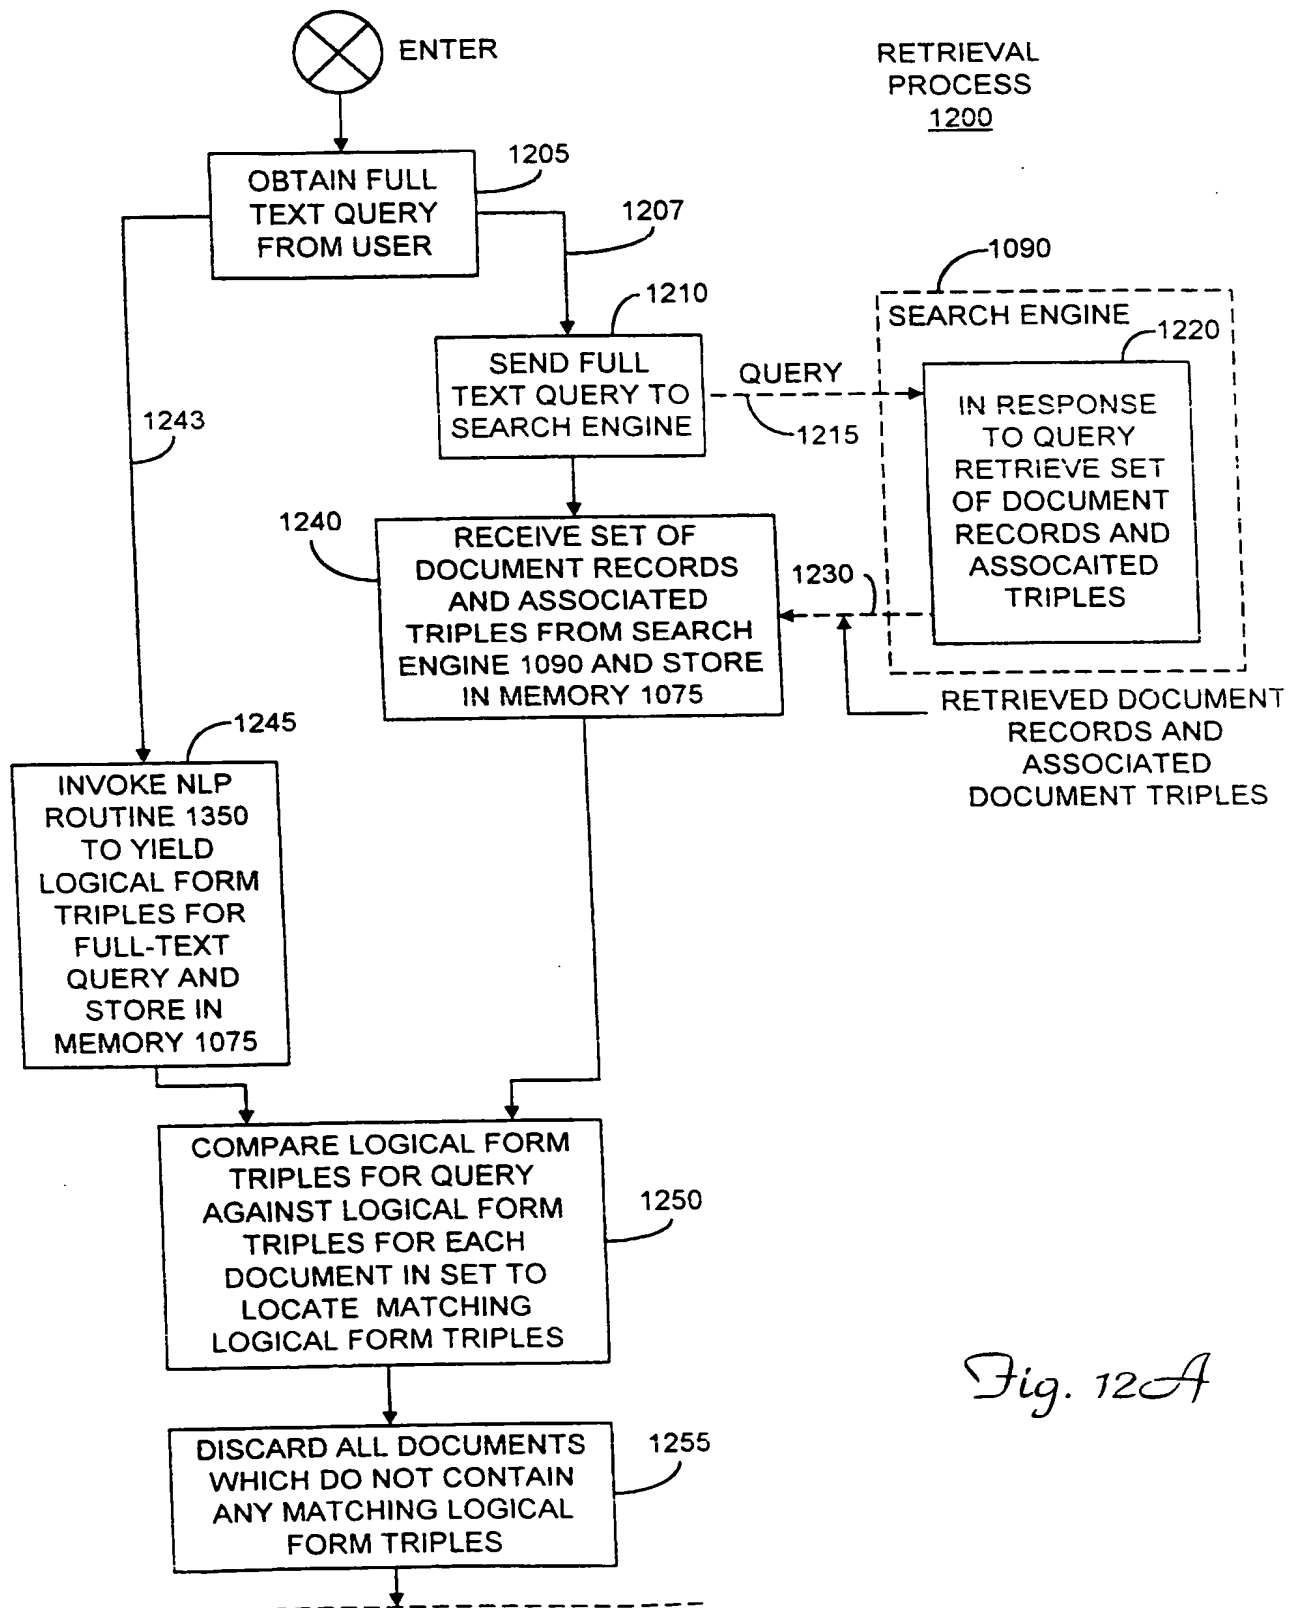 ENTER
RETRIEVAL
PROCESS
1200
1205
OBTAIN FULL
TEXT QUERY
FROM USER
1207
1090
1210
SEARCH ENGINE
1220
SEND FULL
TEXT QUERY TO
SEARCH ENGINE
QUERY
1215
IN RESPONSE
TO QUERY
RETRIEVE SET
OF DOCUMENT
RECORDS AND
ASSOCAITED
TRIPLES
1243
1240
RECEIVE SET OF
DOCUMENT RECORDS
AND ASSOCIATED
TRIPLES FROM SEARCH
ENGINE 1090 AND STORE
IN MEMORY 1075
1230
RETRIEVED DOCUMENT
RECORDS AND
ASSOCIATED
DOCUMENT TRIPLES
1245
INVOKE NLP
ROUTINE 1350
TO YIELD
LOGICAL FORM
TRIPLES FOR
FULL-TEXT
QUERY AND
STORE IN
MEMORY 1075
COMPARE LOGICAL FORM
TRIPLES FOR QUERY
AGAINST LOGICAL FORM
TRIPLES FOR EACH
DOCUMENT IN SET TO
LOCATE MATCHING
LOGICAL FORM TRIPLES
1250
Fig. 12A
DISCARD ALL DOCUMENTS
WHICH DO NOT CONTAIN
ANY MATCHING LOGICAL
FORM TRIPLES
1255